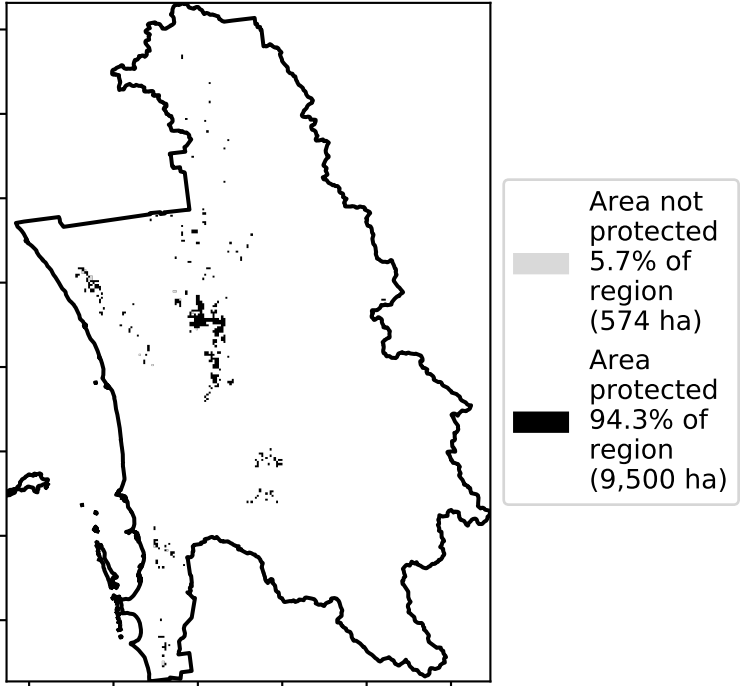 Area not
protected
5.7% of
region
(574 ha)
Area
protected
94.3% of
region
(9,500 ha)